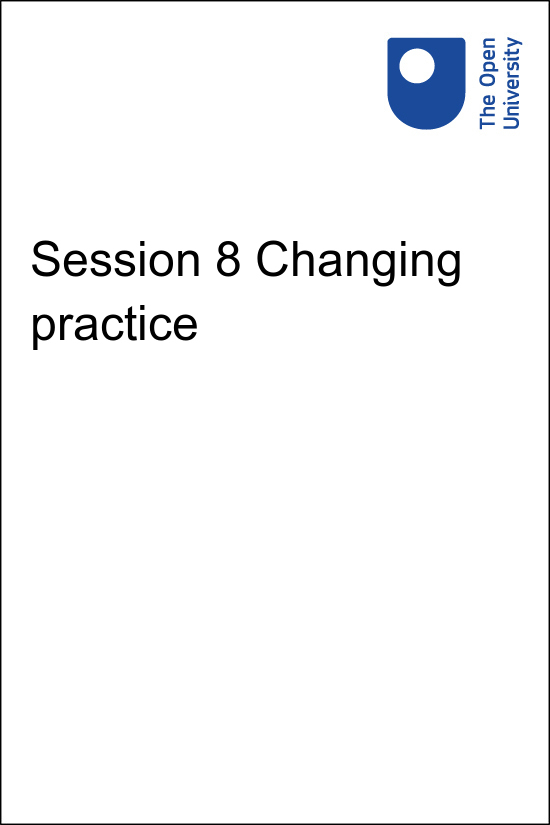 The Open
University
Session 8 Changing
practice